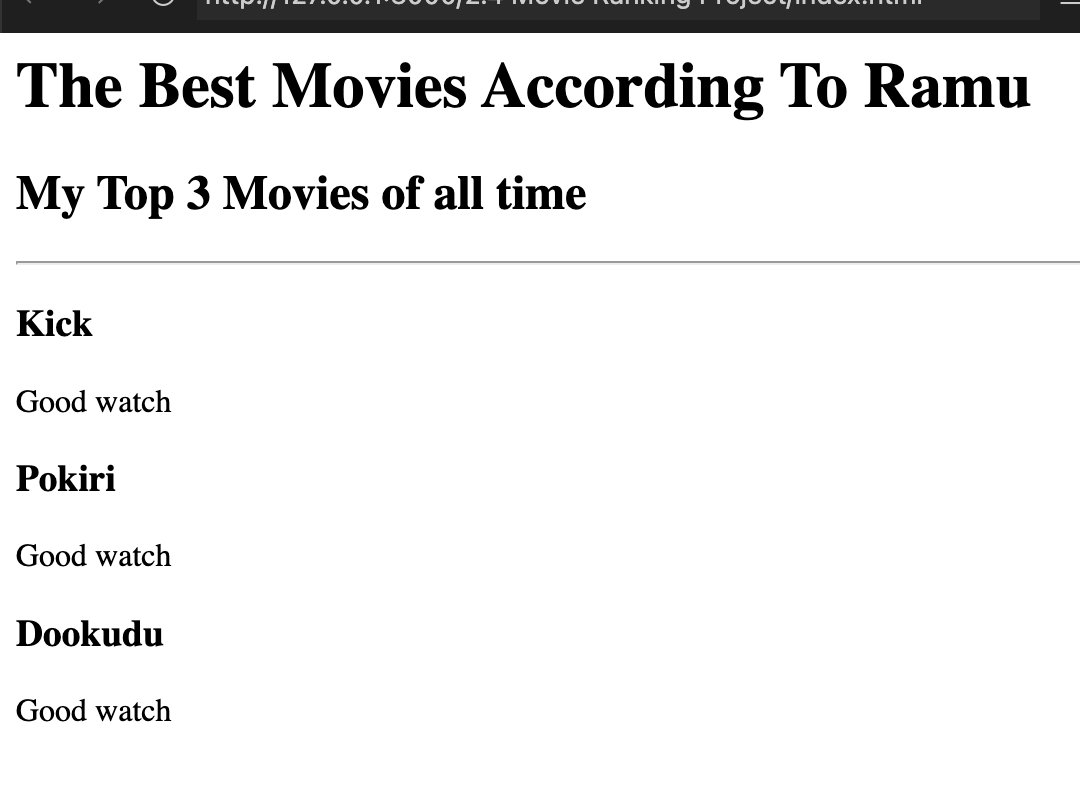 The Best Movies According To Ramu
My Top 3 Movies of all time
Kick
Good watch
Pokiri
Good watch
Dookudu
Good watch